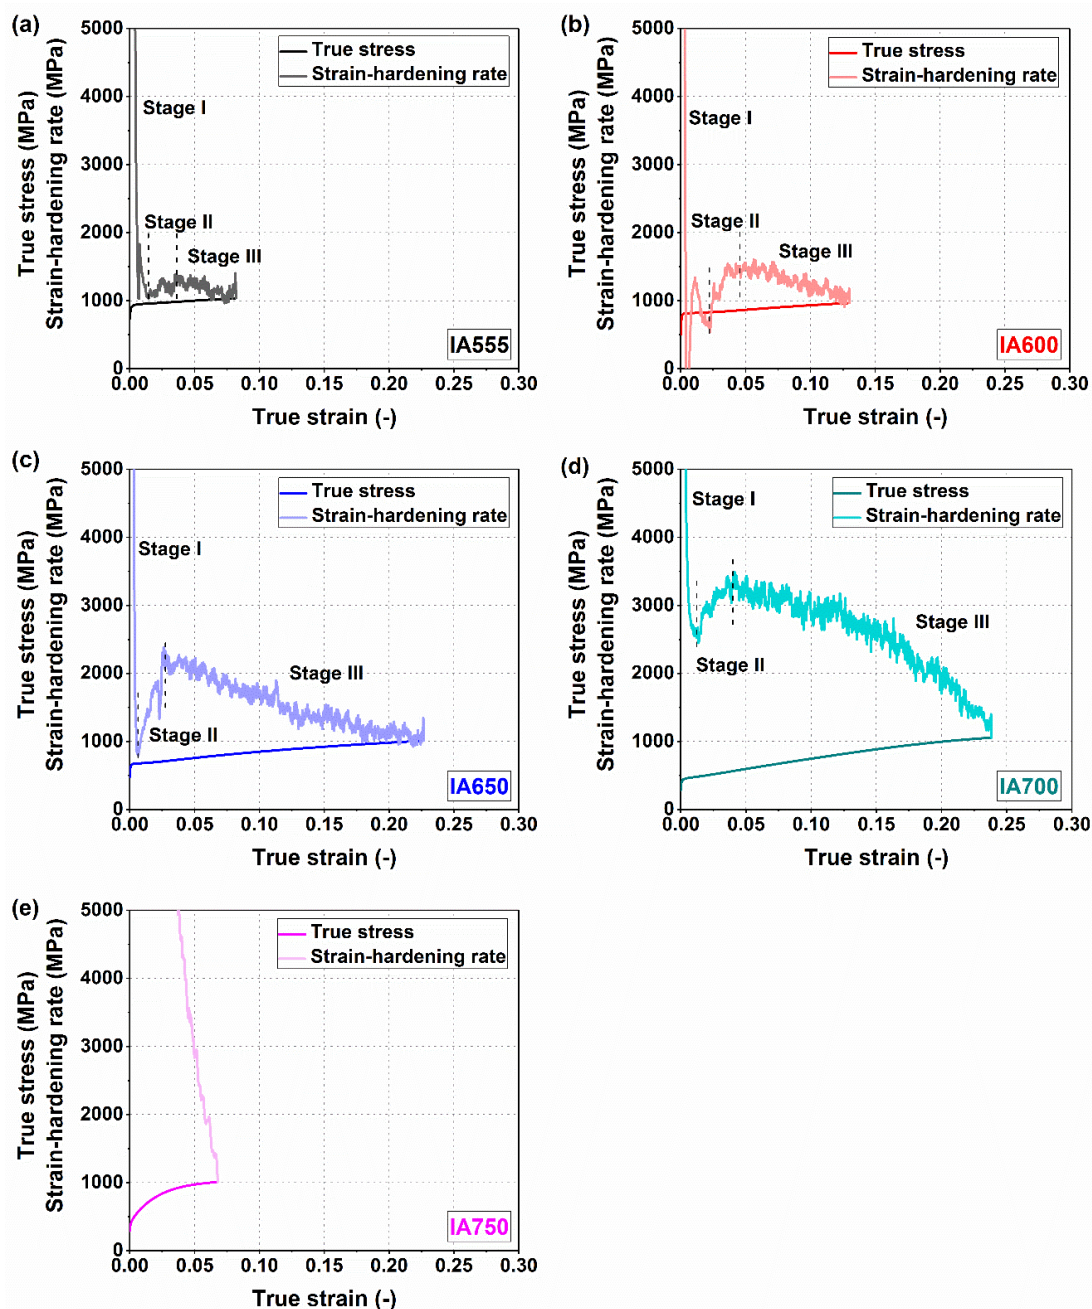 (a)
True stress (MPa)
Strain-hardening rate (MPa)
5000
4000
3000
2000
1000
0
True stress
Strain-hardening rate
Stage I
Stage II
Stage III
IA555
0.00 0.05 0.10 0.15 0.20 0.25 0.30
True strain (-)
(b)
True stress (MPa)
Strain-hardening rate (MPa)
5000
4000
3000
2000
1000
0
True stress
Strain-hardening rate
Stage I
Stage II
Stage III
IA600
0.00 0.05 0.10 0.15 0.20 0.25 0.30
True strain (-)
(c)
True stress (MPa)
Strain-hardening rate (MPa)
5000
4000
3000
2000
1000
0
True stress
Strain-hardening rate
Stage I
Stage III
Stage II
IA650
0.00 0.05 0.10 0.15 0.20 0.25 0.30
True strain (-)
(d)
True stress (MPa)
Strain-hardening rate (MPa)
5000
4000
3000
2000
1000
0
True stress
Strain-hardening rate
Stage I
Stage III
Stage II
IA700
0.00 0.05 0.10 0.15 0.20 0.25 0.30
True strain (-)
(e)
True stress (MPa)
Strain-hardening rate (MPa)
5000
4000
3000
2000
1000
0
True stress
Strain-hardening rate
IA750
0.00 0.05 0.10 0.15 0.20 0.25 0.30
True strain (-)